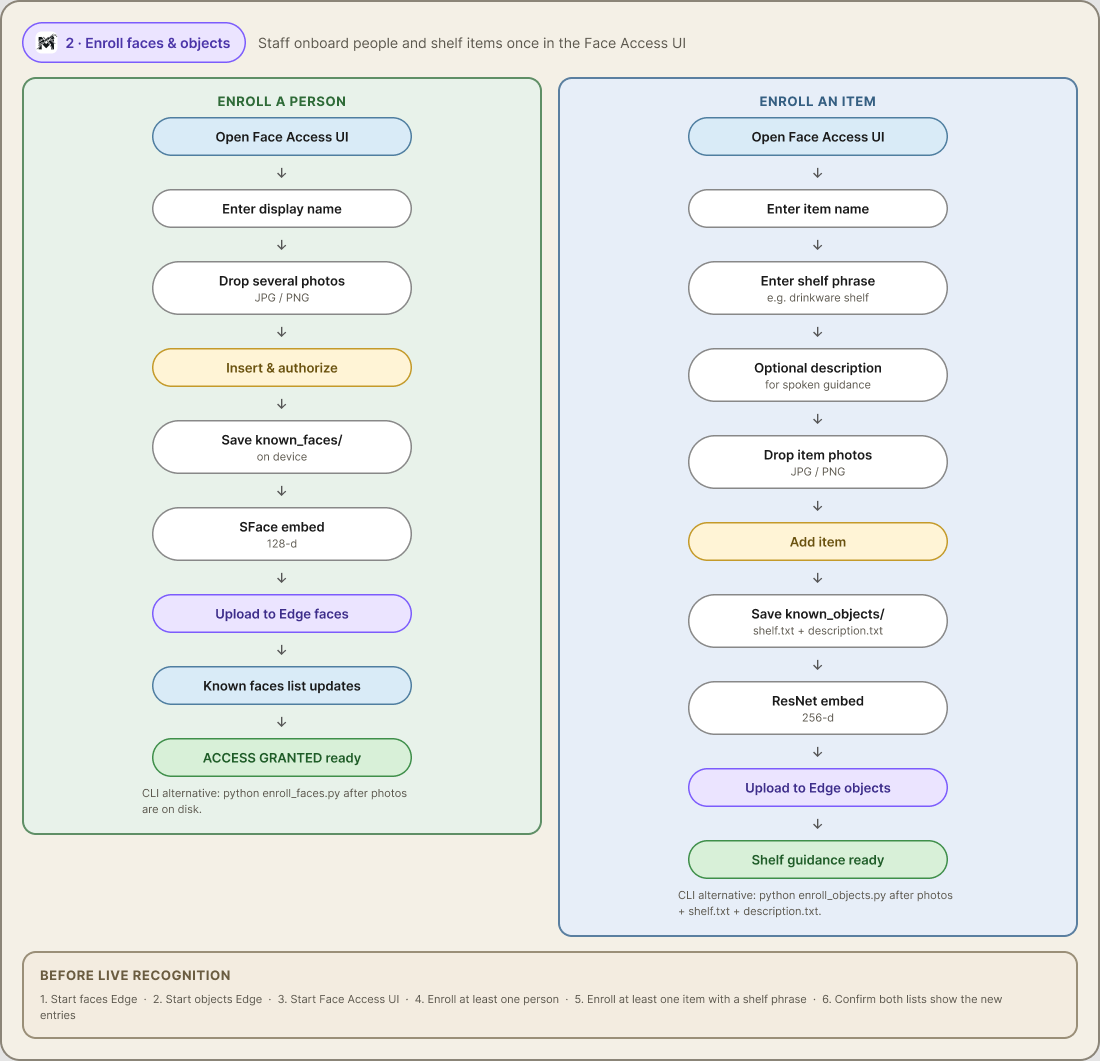 2 · Enroll faces & objects
Staff onboard people and shelf items once in the Face Access UI
ENROLL A PERSON
Open Face Access UI
↓
Enter display name
↓
Drop several photos
JPG / PNG
↓
Insert & authorize
↓
Save known_faces/
on device
↓
SFace embed
128-d
↓
Upload to Edge faces
↓
Known faces list updates
↓
ACCESS GRANTED ready
CLI alternative: python enroll_faces.py after photos
are on disk.
ENROLL AN ITEM
Open Face Access UI
↓
Enter item name
↓
Enter shelf phrase
e.g. drinkware shelf
↓
Optional description
for spoken guidance
↓
Drop item photos
JPG / PNG
↓
Add item
↓
Save known_objects/
shelf.txt + description.txt
↓
ResNet embed
256-d
↓
Upload to Edge objects
↓
Shelf guidance ready
CLI alternative: python enroll_objects.py after photos
+ shelf.txt + description.txt.
BEFORE LIVE RECOGNITION
1. Start faces Edge · 2. Start objects Edge · 3. Start Face Access UI · 4. Enroll at least one person · 5. Enroll at least one item with a shelf phrase · 6. Confirm both lists show the new
entries